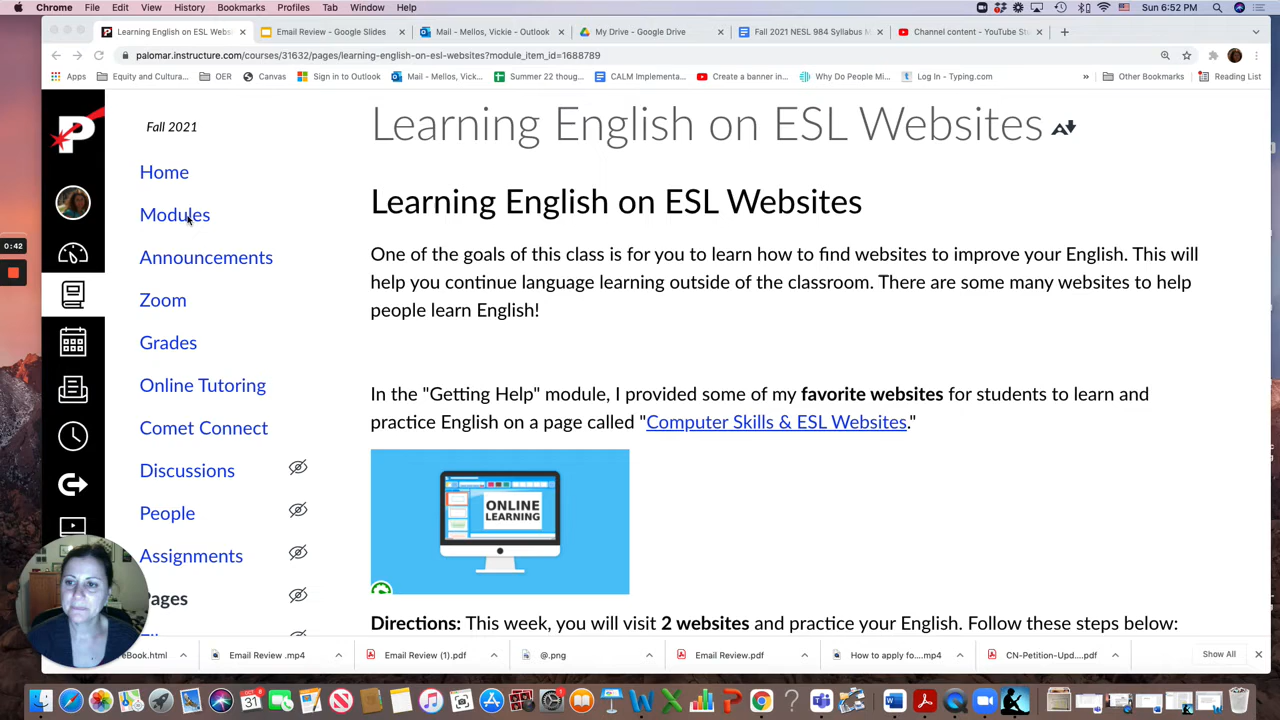 Chrome File Edit View History Bookmarks Profiles Tab Window Help Sun 6:52 PM
Learning English on ESL Webs Email Review - Google Slides Mail - Mellos, Vickie - Outlook My Drive - Google Drive Fall 2021 NESL 984 Syllabus M Channel content - YouTube St
palomar.instructure.com/courses/31632/pages/learning-english-on-esl-websites?module_item_id=1688789
Apps Equity and Cultura... OER Canvas Sign in to Outlook Mail - Mellos, Vick... Summer 22 thoug... CALM Implementa... Create a banner in... Why Do People Mi... Log In - Typing.com » Other Bookmarks Reading List
Fall 2021
Home
Modules
Announcements
Zoom
Grades
Online Tutoring
Comet Connect
Discussions
People
Assignments
Pages
0:42
Learning English on ESL Websites
Learning English on ESL Websites
One of the goals of this class is for you to learn how to find websites to improve your English. This will
help you continue language learning outside of the classroom. There are some many websites to help
people learn English!
In the "Getting Help" module, I provided some of my favorite websites for students to learn and
practice English on a page called "Computer Skills & ESL Websites."
ONLINE
LEARNING
Directions: This week, you will visit 2 websites and practice your English. Follow these steps below:
eBook.html Email Review .mp4 Email Review (1).pdf @.png Email Review.pdf How to apply fo....mp4 CN-Petition-Upd....pdf Show All